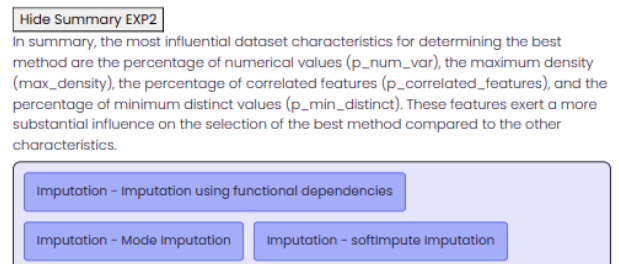 Hide Summary EXP2
In summary, the most influential dataset characteristics for determining the best
method are the percentage of numerical values (p_num_var), the maximum density
(max_density), the percentage of correlated features (p_correlated_features), and the
percentage of minimum distinct values (p_min_distinct). These features exert a more
substantial influence on the selection of the best method compared to the other
characteristics.
Imputation - Imputation using functional dependencies
Imputation - Mode Imputation
Imputation - softImpute Imputation